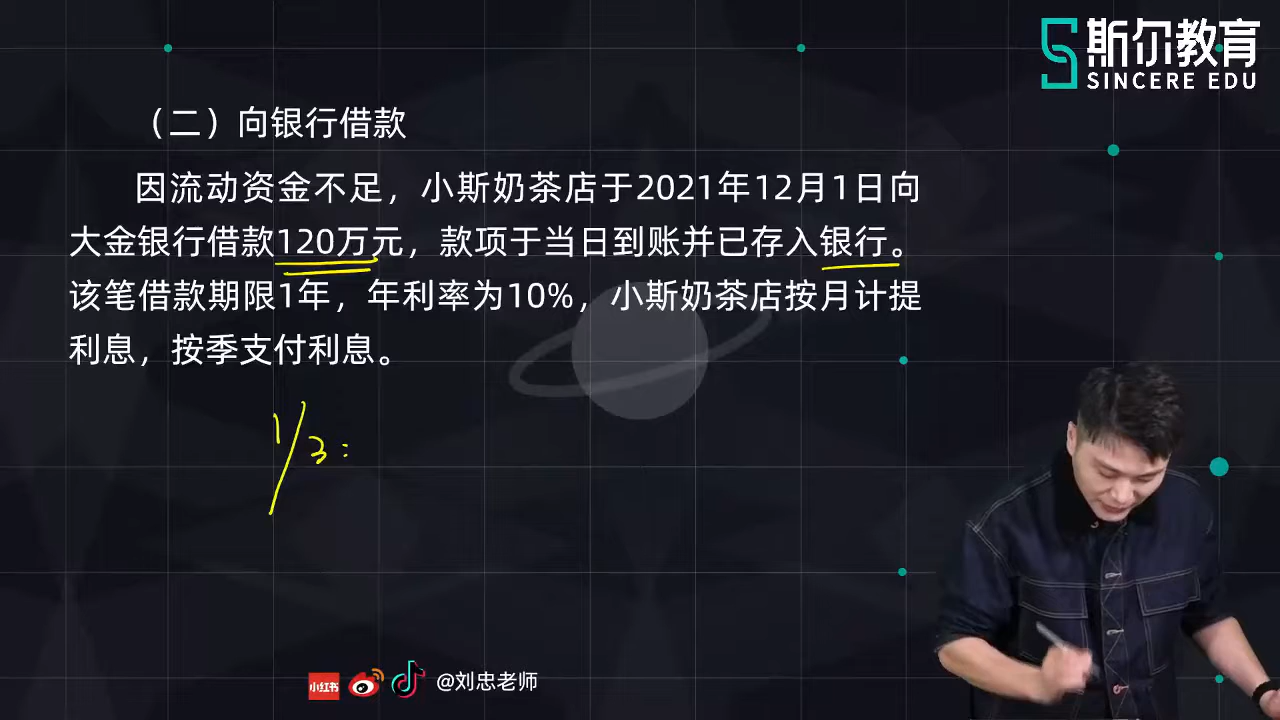 斯尔教育
SINCERE EDU
（二）向银行借款
因流动资金不足，小斯奶茶店于2021年12月1日向
大金银行借款120万元，款项于当日到账并已存入银行。
该笔借款期限1年，年利率为10%，小斯奶茶店按月计提
利息，按季支付利息。
1/3:
小红书 @刘忠老师